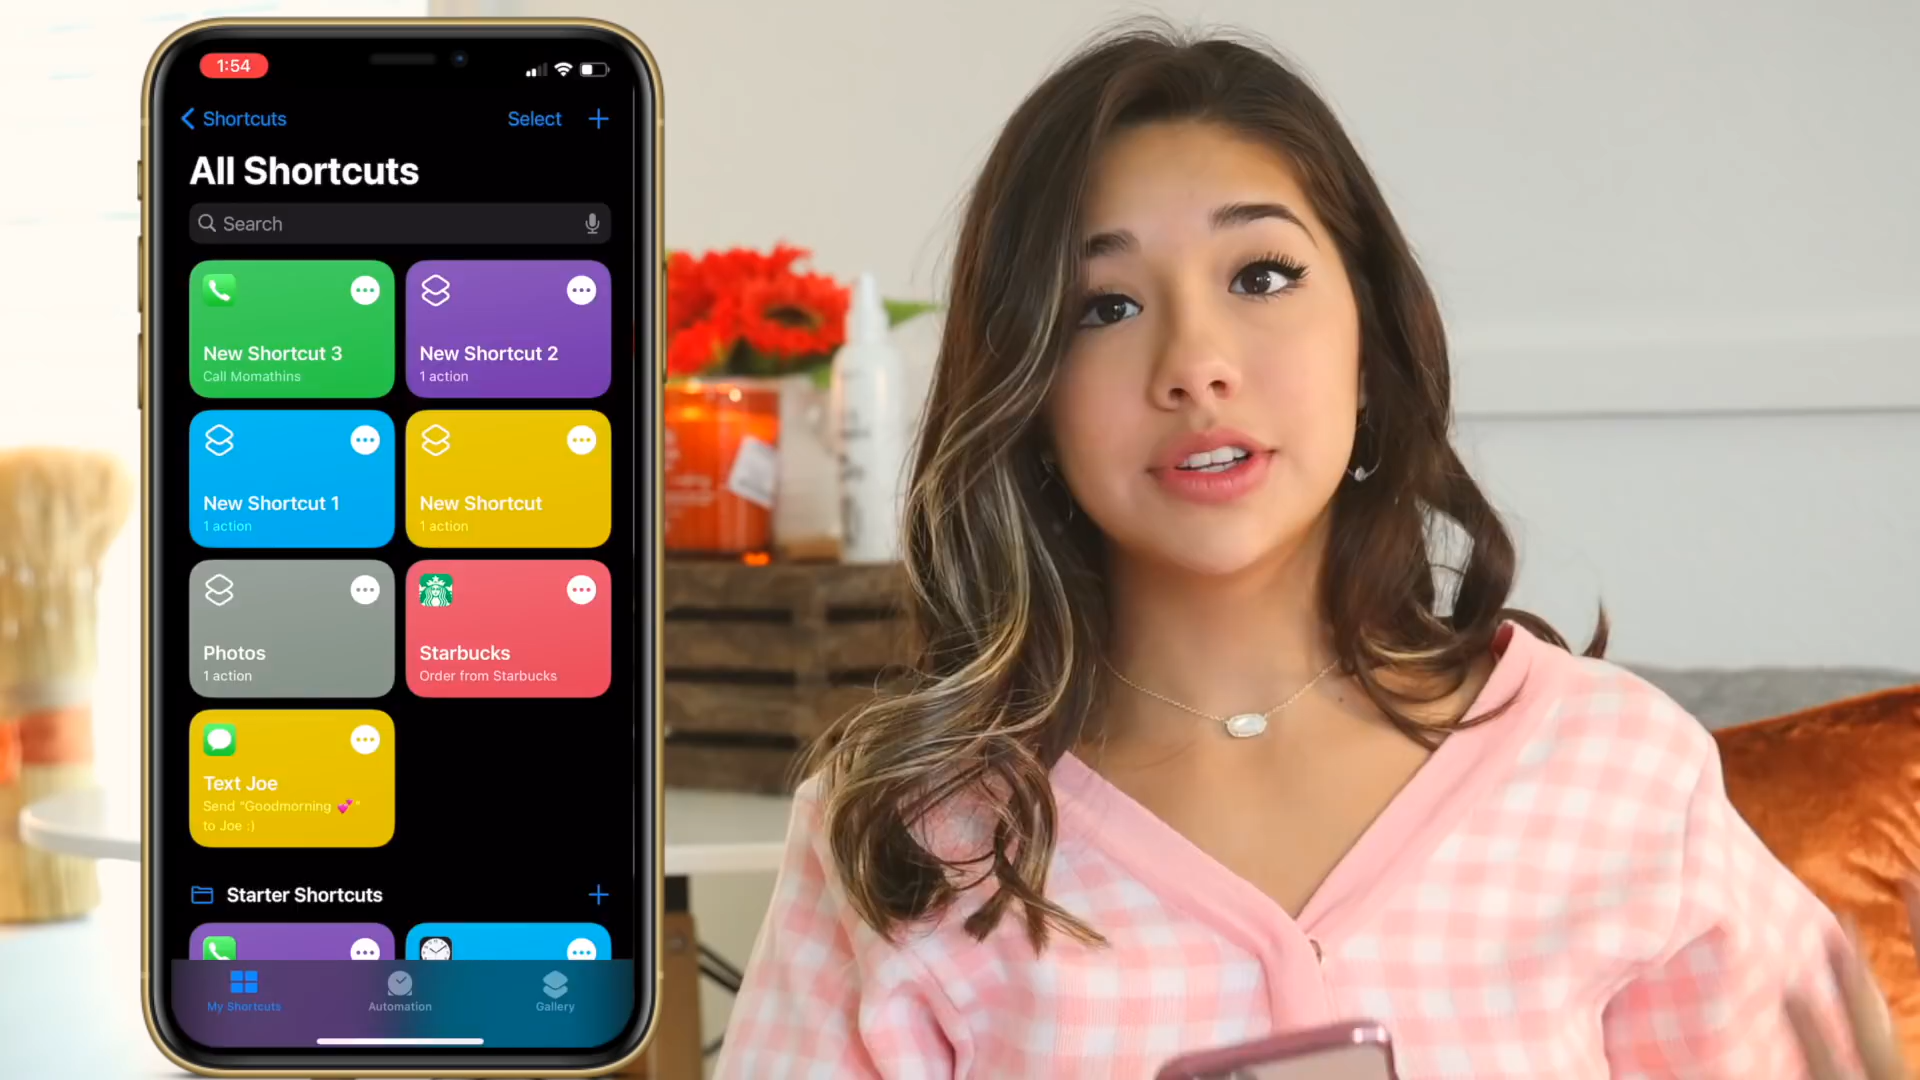 1:54
Shortcuts
Select
All Shortcuts
Search
New Shortcut 3
Call Momathins
New Shortcut 2
1 action
New Shortcut 1
1 action
New Shortcut
1 action
Photos
1 action
Starbucks
Order from Starbucks
Text Joe
Send "Goodmorning 💞"
to Joe :)
Starter Shortcuts
My Shortcuts
Automation
Gallery